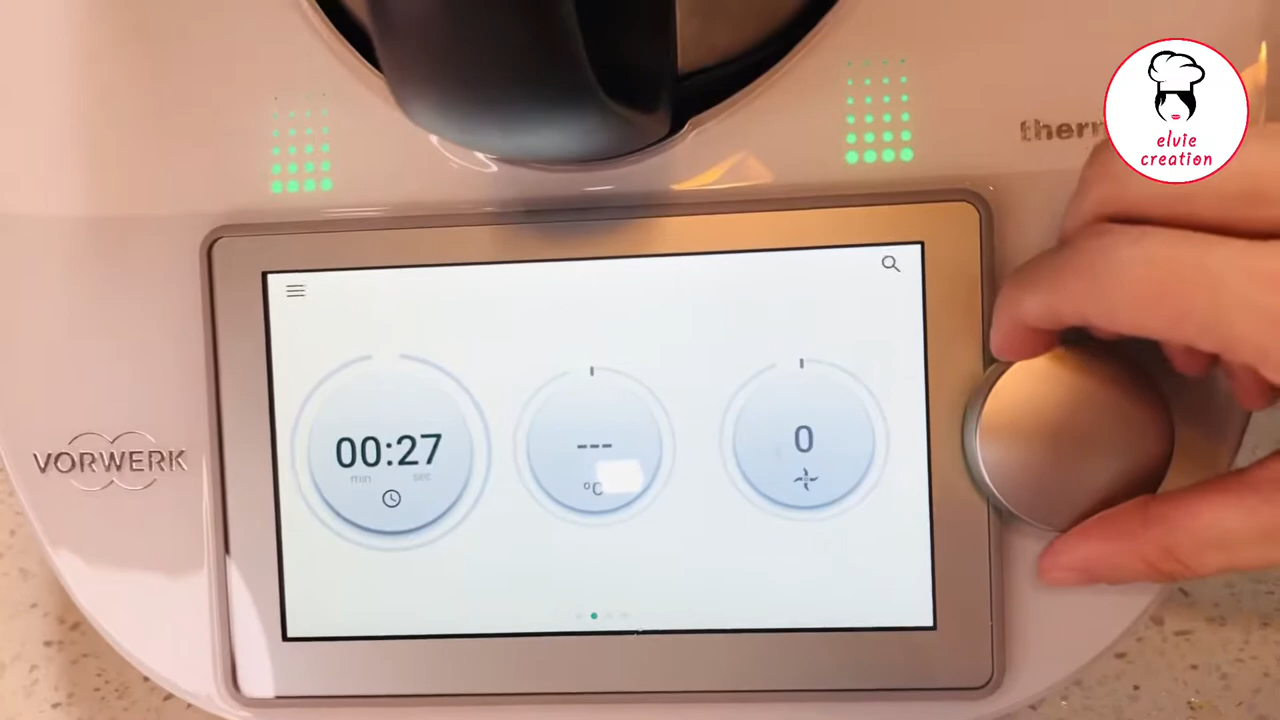 therm
elvie
creation
00:27
min sec
---
°C
0
VORWERK